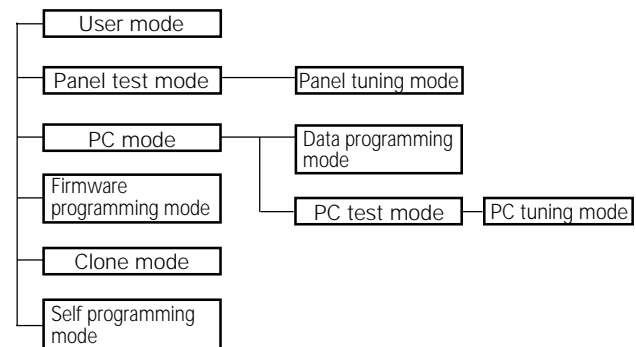 User mode
Panel test mode
Panel tuning mode
PC mode
Data programming
mode
Firmware
programming mode
PC test mode
PC tuning mode
Clone mode
Self programming
mode